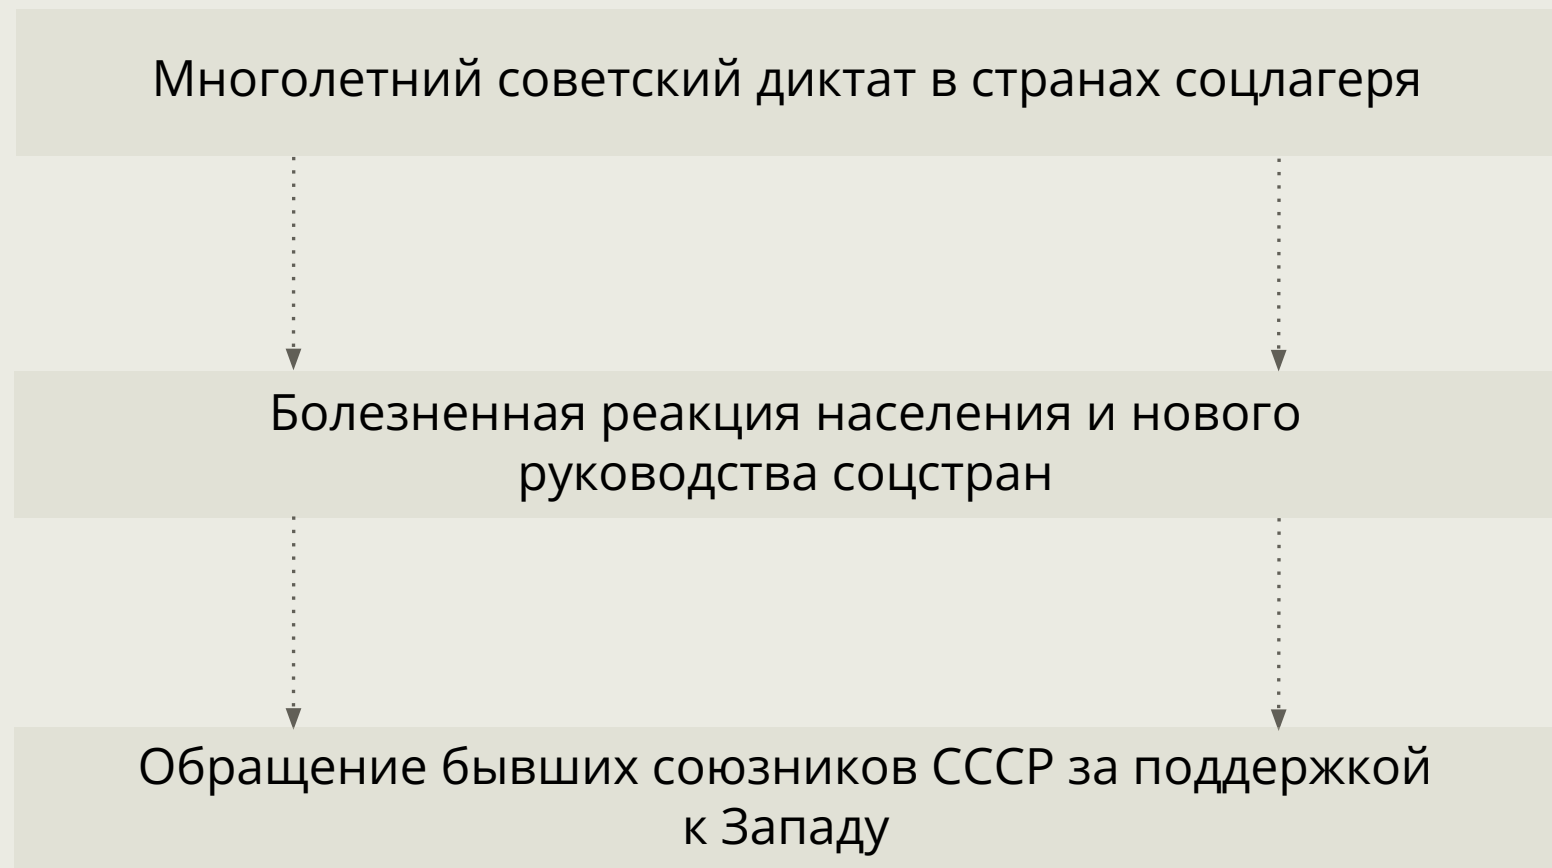 Многолетний советский диктат в странах соцлагеря
Болезненная реакция населения и нового
руководства соцстран
Обращение бывших союзников СССР за поддержкой
к Западу